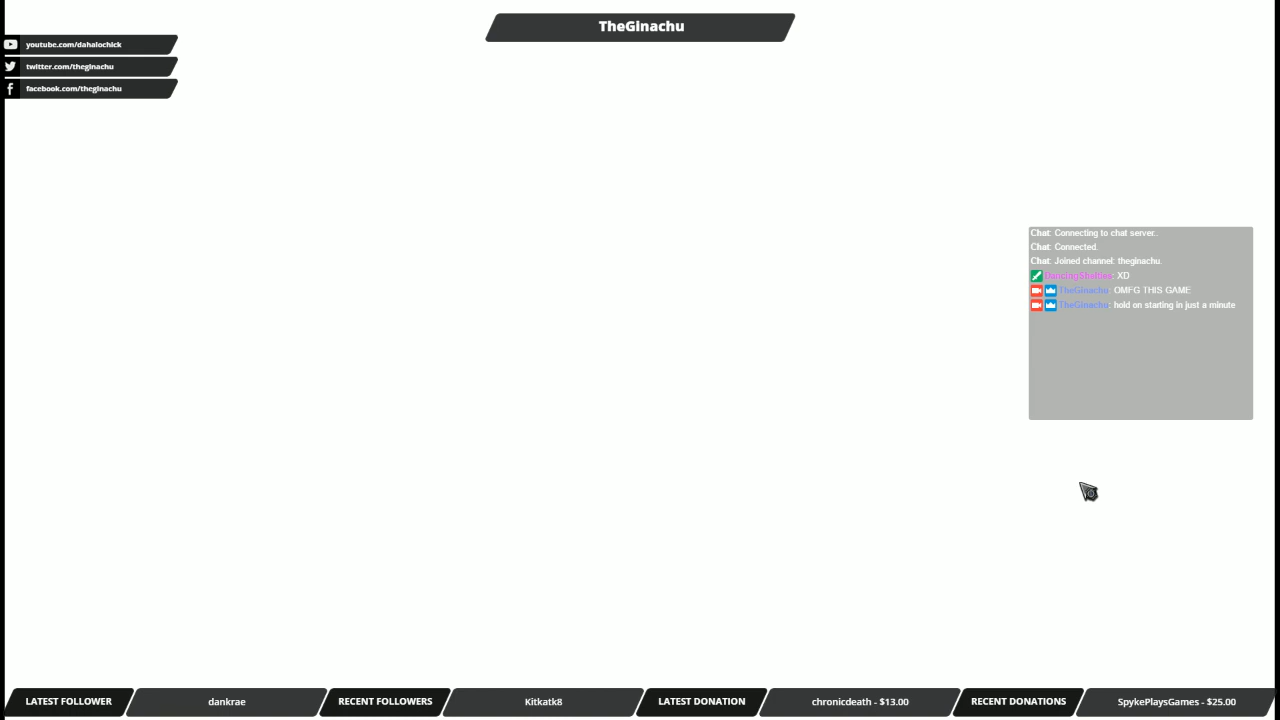 TheGinachu
youtube.com/dahalochick
twitter.com/theginachu
facebook.com/theginachu
Chat: Connecting to chat server..
Chat: Connected.
Chat: Joined channel: theginachu.
DancingShalties: XD
TheGinachu: OMFG THIS GAME
TheGinachu: hold on starting in just a minute
LATEST FOLLOWER
dankrae
RECENT FOLLOWERS
Kitkatk8
LATEST DONATION
chronicdeath - $13.00
RECENT DONATIONS
SpykePlaysGames - $25.00